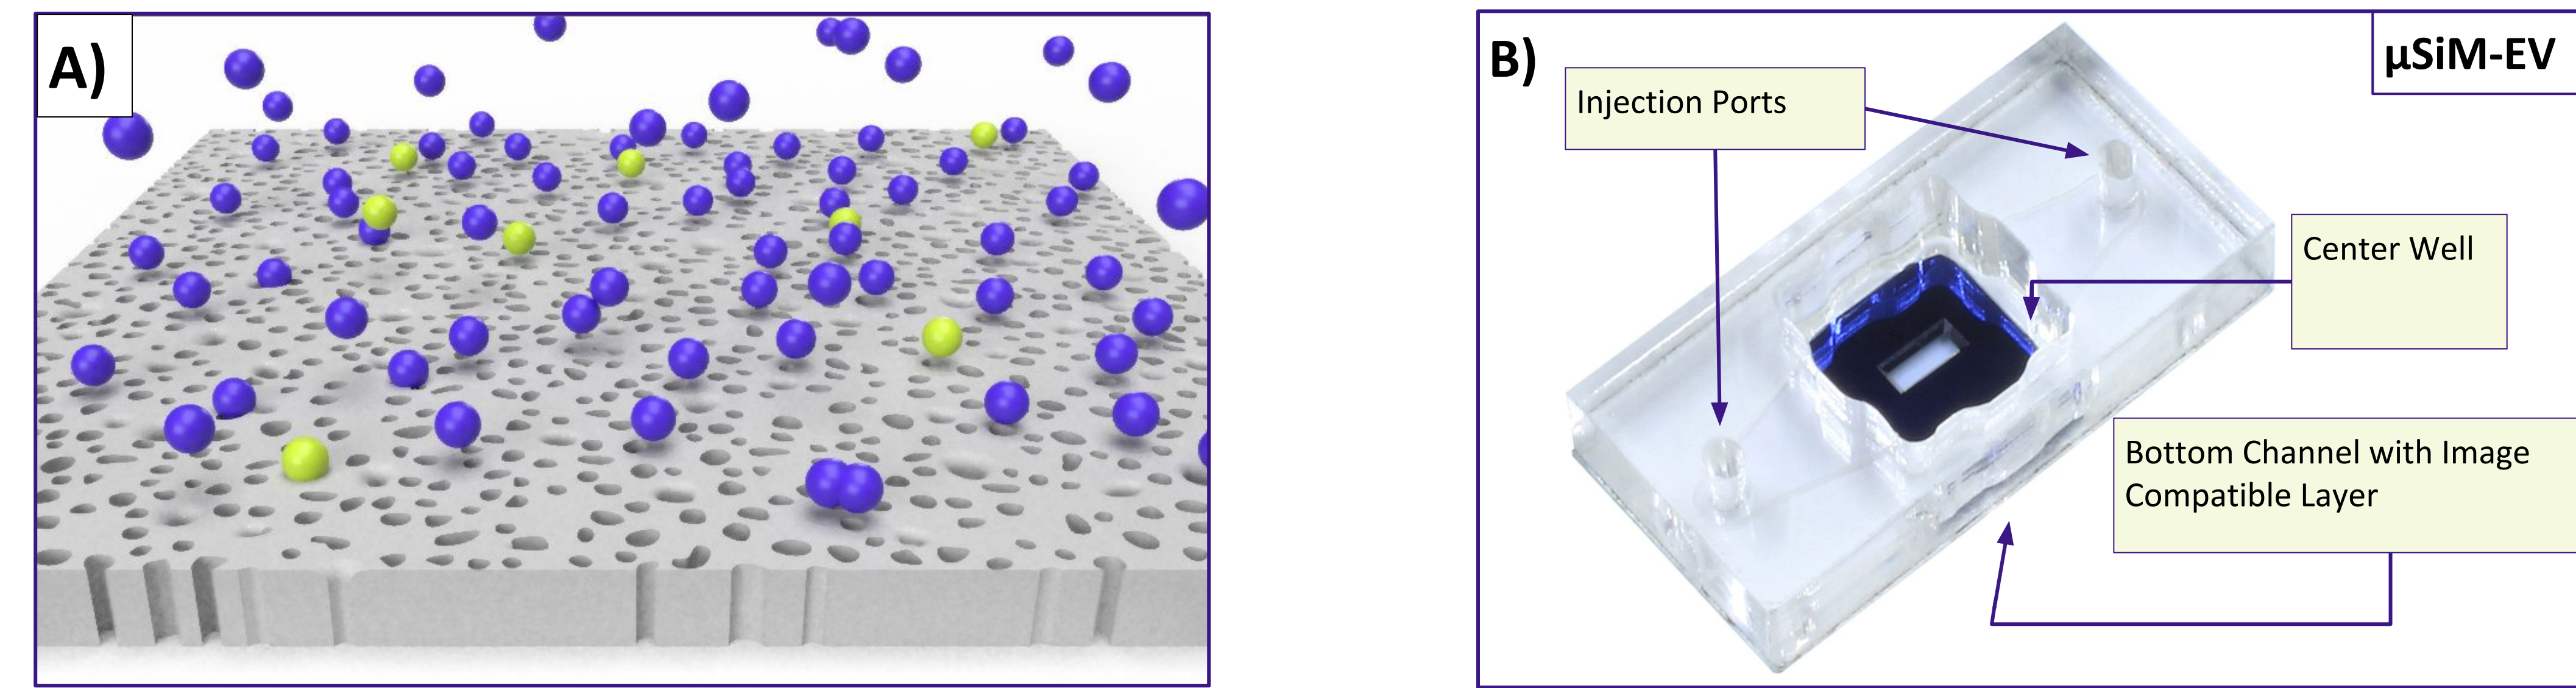 A)
B)
µSiM-EV
Injection Ports
Center Well
Bottom Channel with Image
Compatible Layer